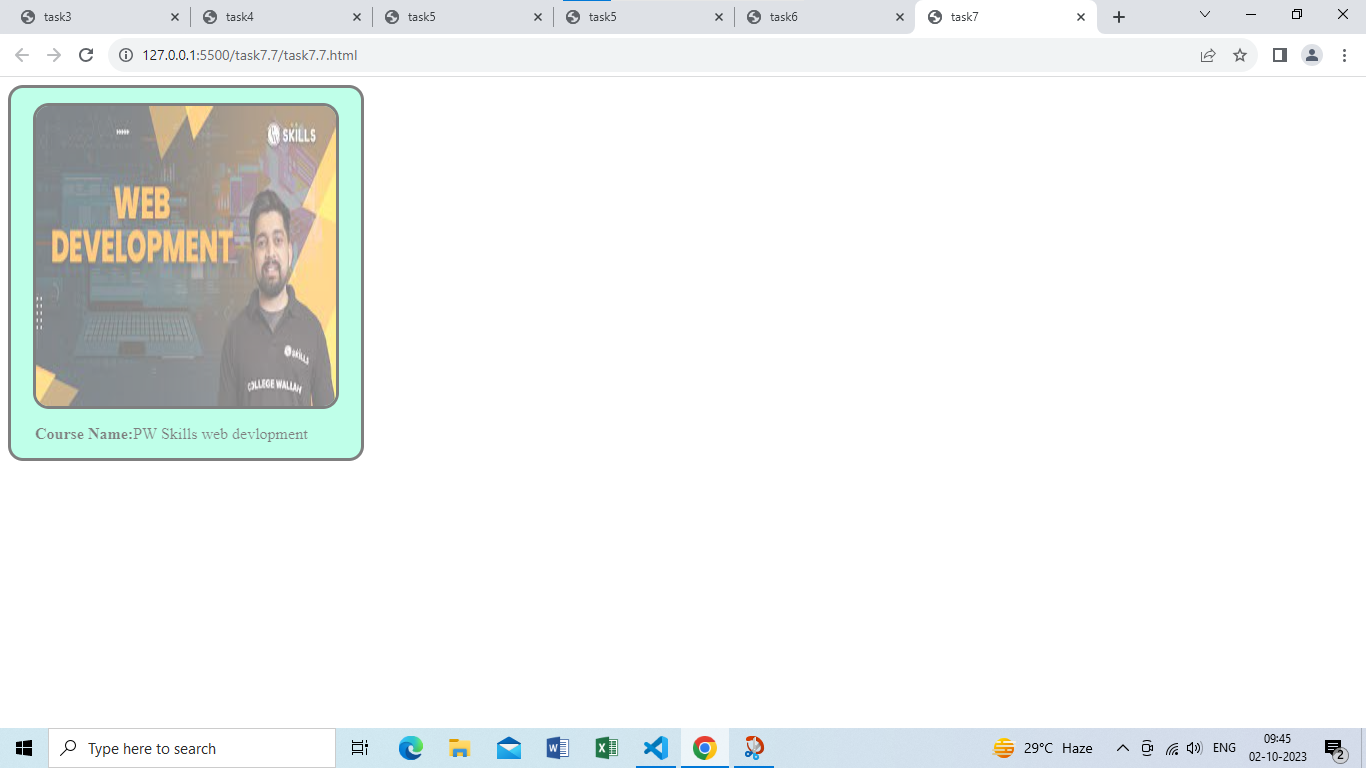 task3
task4
task5
task5
task6
task7
127.0.0.1:5500/task7.7/task7.7.html
SKILLS
WEB
DEVELOPMENT
SKILLS
COLLEGE WALLAH
Course Name:PW Skills web devlopment
Type here to search
29°C Haze
ENG
09:45
02-10-2023
2